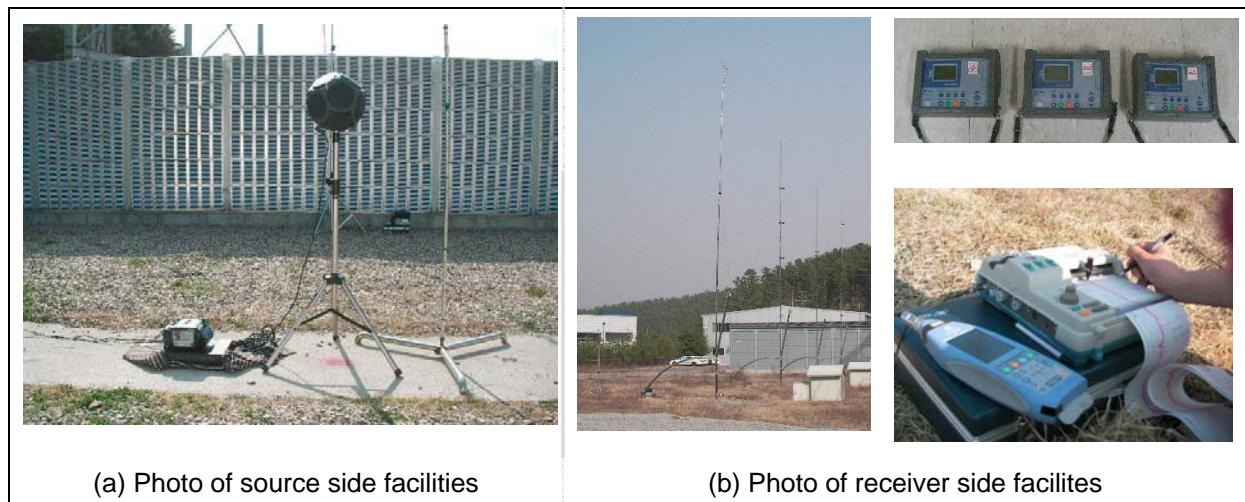 (a) Photo of source side facilities
(b) Photo of receiver side facilites